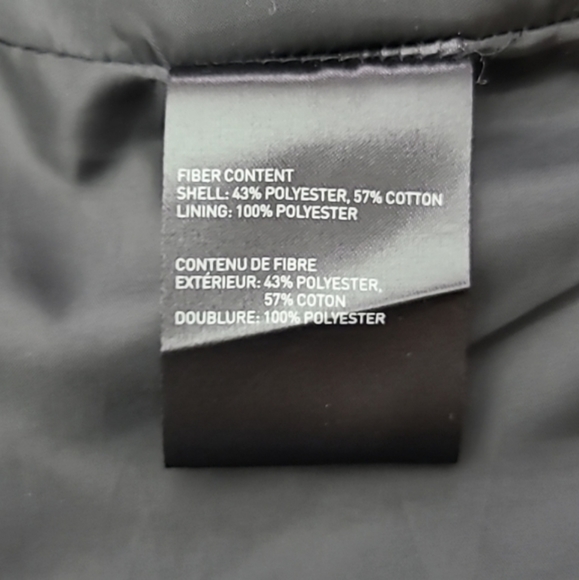 FIBER CONTENT
SHELL: 43% POLYESTER, 57% COTTON
LINING: 100% POLYESTER
CONTENU DE FIBRE
EXTÉRIEUR: 43% POLYESTER,
57% COTON
DOUBLURE: 100% POLYESTER